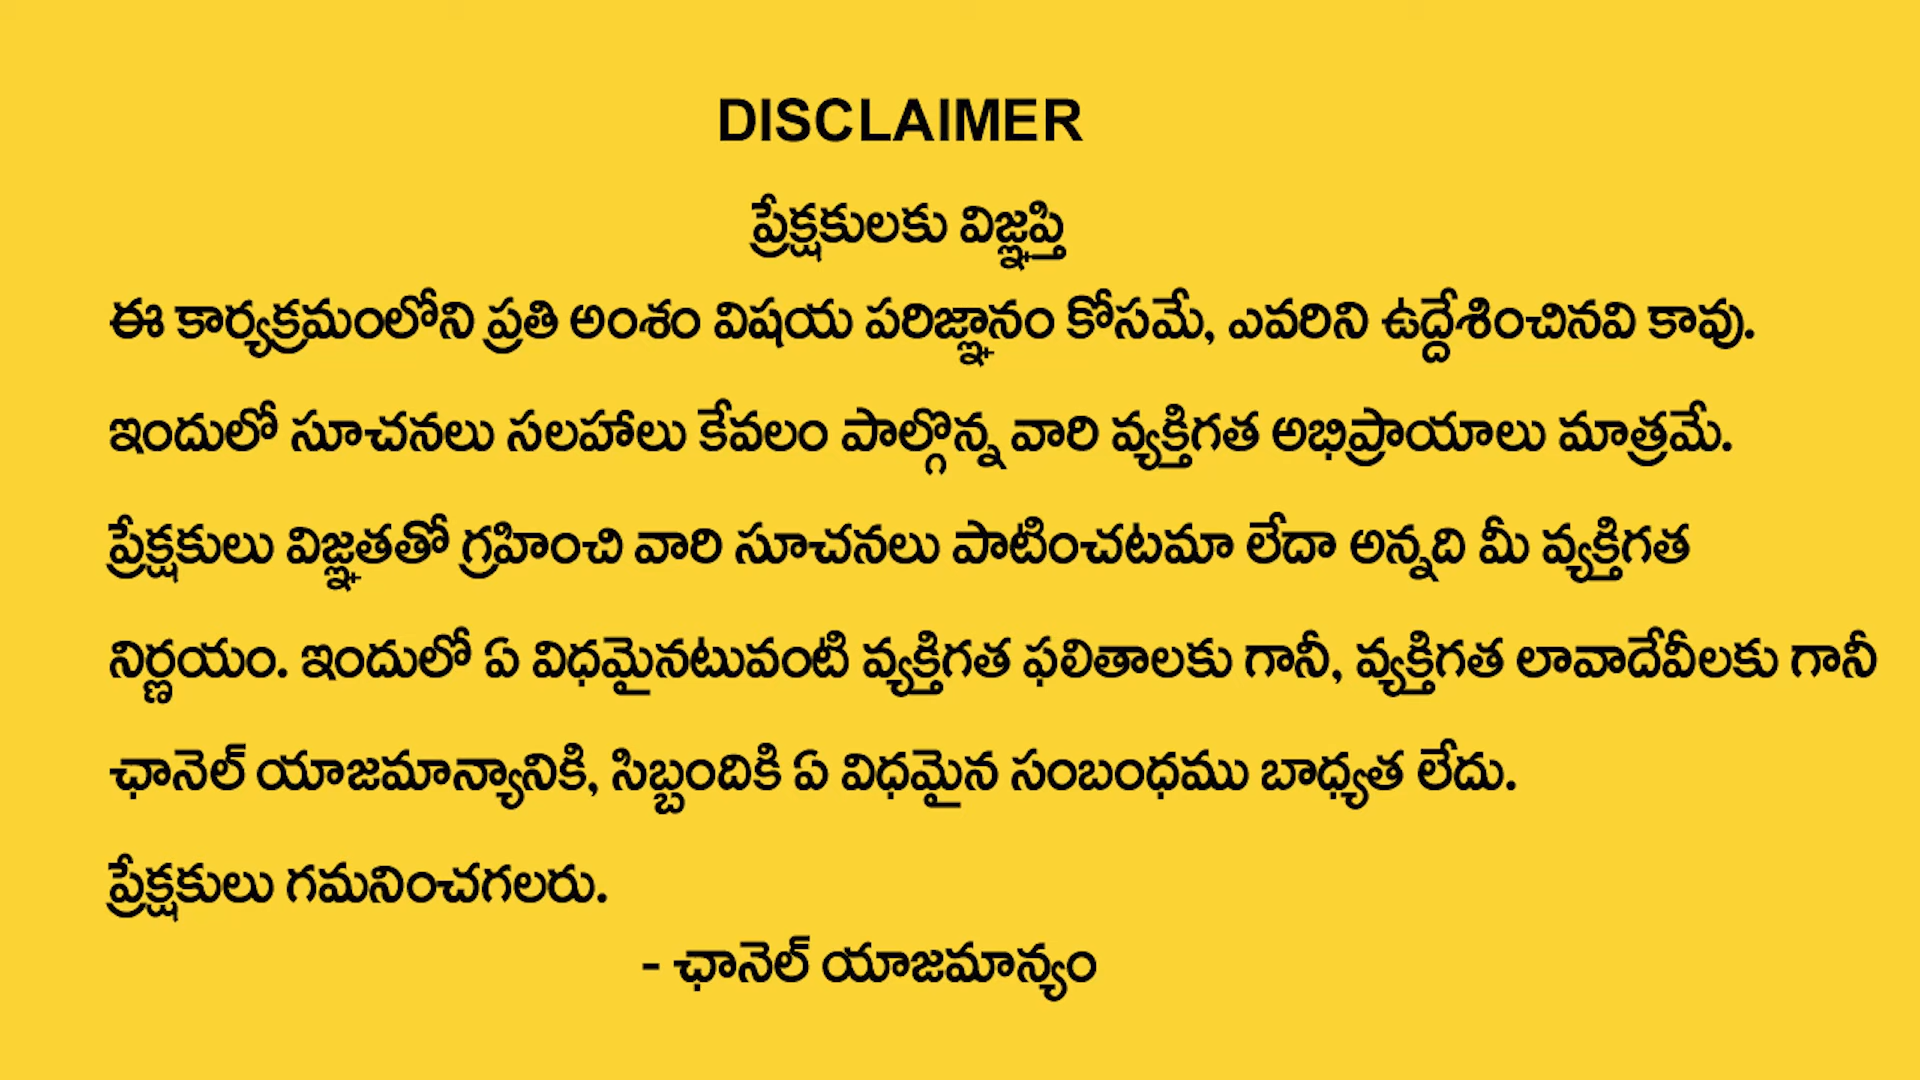 DISCLAIMER
ప్రేక్షకులకు విజ్ఞప్తి
ఈ కార్యక్రమంలోని ప్రతి అంశం విషయ పరిజ్ఞానం కోసమే, ఎవరిని ఉద్దేశించినవి కావు.
ఇందులో సూచనలు సలహాలు కేవలం పాల్గొన్న వారి వ్యక్తిగత అభిప్రాయాలు మాత్రమే.
ప్రేక్షకులు విజ్ఞతతో గ్రహించి వారి సూచనలు పాటించటమా లేదా అన్నది మీ వ్యక్తిగత
నిర్ణయం. ఇందులో ఏ విధమైనటువంటి వ్యక్తిగత ఫలితాలకు గానీ, వ్యక్తిగత లావాదేవీలకు గానీ
ఛానెల్ యాజమాన్యానికి, సిబ్బందికి ఏ విధమైన సంబంధము బాధ్యత లేదు.
ప్రేక్షకులు గమనించగలరు.
- ఛానెల్ యాజమాన్యం